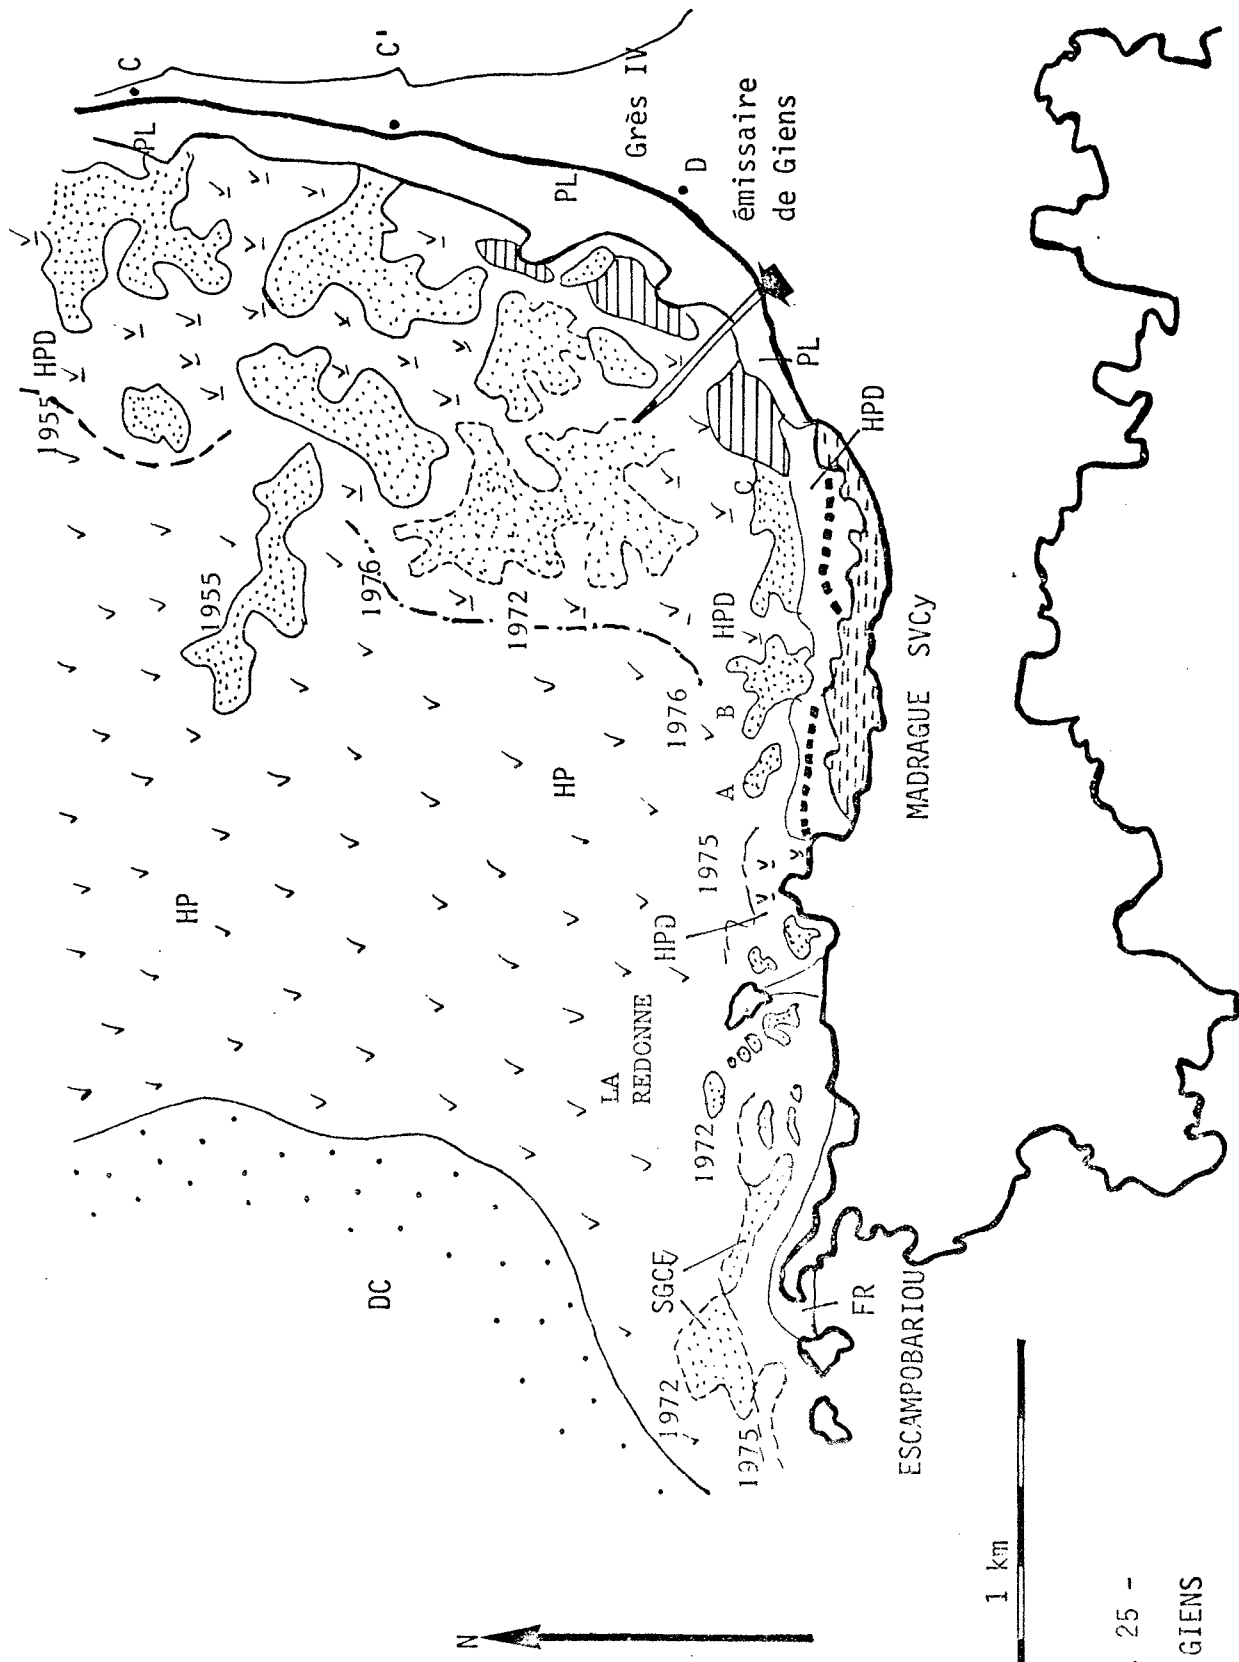 C
C'
PL
Grès IV
PL
D
émissaire
de Giens
1955
HPD
PL
HPD
1955
1976
1972
C
HPD
B
1976
A
HP
HP
1975
HPD
MADRAGUE SVCy
LA
REDONNE
1972
SGCF
DC
FR
1972
1975
ESCAMPOBARIOU
N
1 km
25 -
GIENS